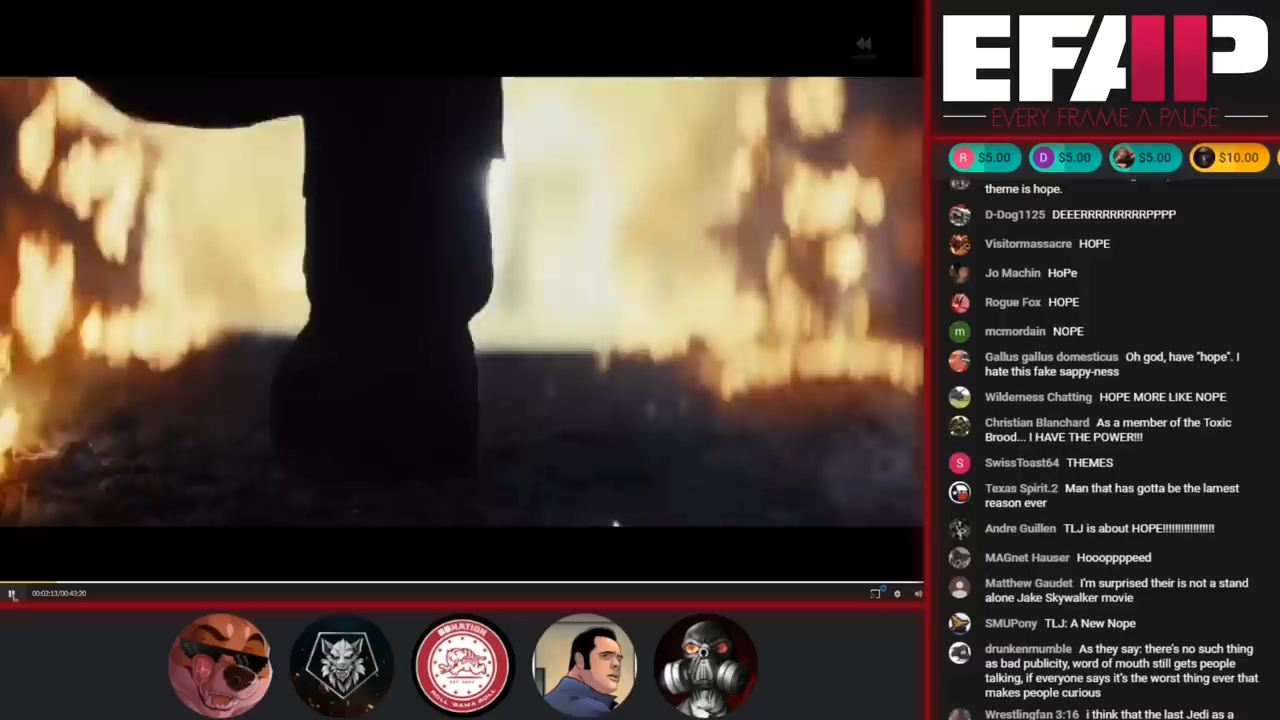 EFAP
EVERY FRAME A PAUSE
R $5.00
D $5.00
$5.00
$10.00
theme is hope.
D-Dog1125 DEEERRRRRRRRRPPPP
Visitormassacre HOPE
Jo Machin HoPe
Rogue Fox HOPE
m mcmordain NOPE
Gallus gallus domesticus Oh god, have "hope". I
hate this fake sappy-ness
Wilderness Chatting HOPE MORE LIKE NOPE
Christian Blanchard As a member of the Toxic
Brood... I HAVE THE POWER!!!
S SwissToast64 THEMES
Texas Spirit.2 Man that has gotta be the lamest
reason ever
Andre Guillen TLJ is about HOPE!!!!!!!!!!!!!!!!!!
MAGnet Hauser Hoooppppeed
Matthew Gaudet I'm surprised their is not a stand
alone Jake Skywalker movie
SMUPony TLJ: A New Nope
drunkenmumble As they say: there's no such thing
as bad publicity, word of mouth still gets people
talking, if everyone says it's the worst thing ever that
makes people curious
Wrestlingfan 3:16 i think that the last Jedi as a
00:02:13/00:43:20
NATION
ROLL 'BAMA ROLL